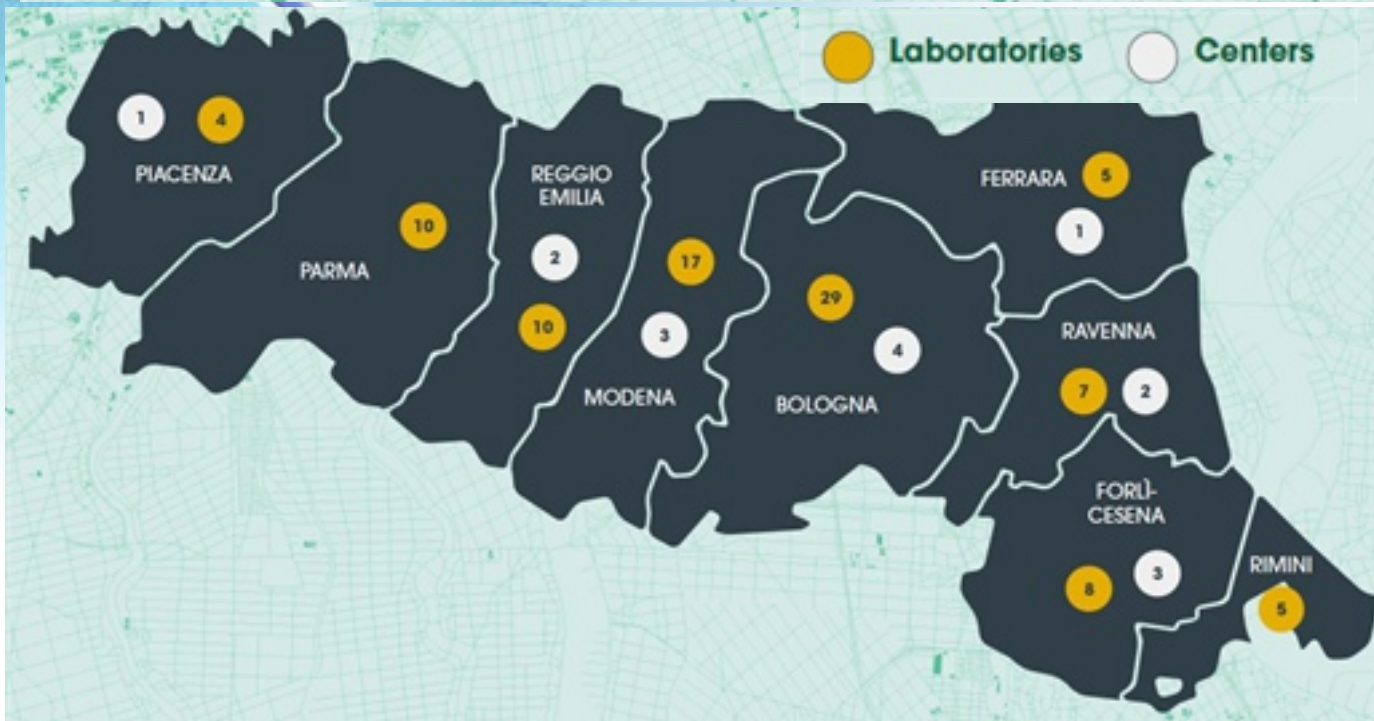 Laboratories Centers
1 4
PIACENZA
10
PARMA
REGGIO
EMILIA
2
10
17
3
MODENA
29
4
BOLOGNA
FERRARA 5
1
RAVENNA
7 2
FORLÌ-
CESENA
8 3
RIMINI
5